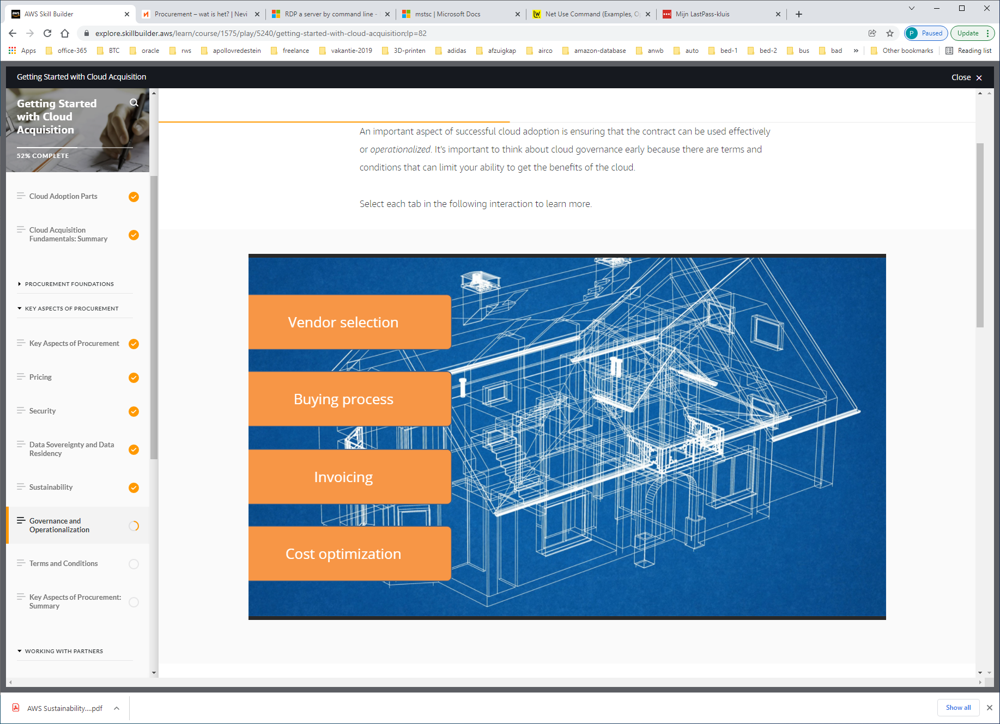 AWS Skill Builder
Procurement – wat is het? | Nevi
RDP a server by command line -
mstsc | Microsoft Docs
Net Use Command (Examples, O
Mijn LastPass-kluis
explore.skillbuilder.aws/learn/course/1575/play/5240/getting-started-with-cloud-acquisition;lp=82
P Paused
Update
Apps office-365 BTC oracle rws apollovredestein freelance vakantie-2019 3D-printen adidas afzuigkap airco amazon-database anwb auto bed-1 bed-2 bus bad » Other bookmarks Reading list
Getting Started with Cloud Acquisition
Close
Getting Started
with Cloud
Acquisition
52% COMPLETE
Cloud Adoption Parts
Cloud Acquisition
Fundamentals: Summary
PROCUREMENT FOUNDATIONS
KEY ASPECTS OF PROCUREMENT
Key Aspects of Procurement
Pricing
Security
Data Sovereignty and Data
Residency
Sustainability
Governance and
Operationalization
Terms and Conditions
Key Aspects of Procurement:
Summary
WORKING WITH PARTNERS
An important aspect of successful cloud adoption is ensuring that the contract can be used effectively
or operationalized. It's important to think about cloud governance early because there are terms and
conditions that can limit your ability to get the benefits of the cloud.
Select each tab in the following interaction to learn more.
Vendor selection
Buying process
Invoicing
Cost optimization
AWS Sustainability....pdf
Show all